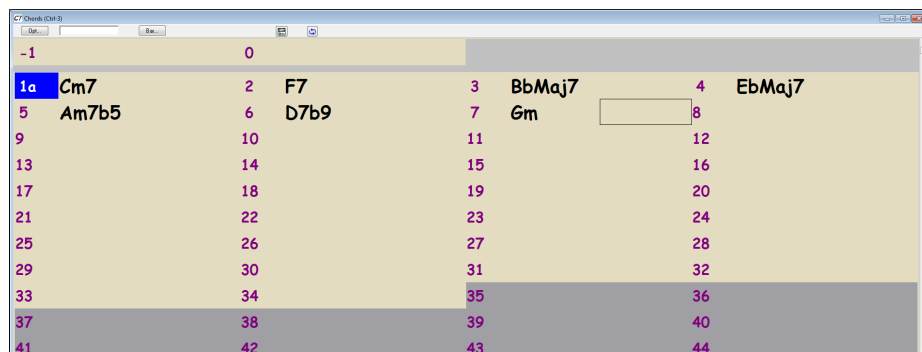 CT Chords (Ctrl-3)
Opt... Bar...
-1 0
1a Cm7 2 F7 3 BbMaj7 4 EbMaj7
5 Am7b5 6 D7b9 7 Gm 8
9 10 11 12
13 14 15 16
17 18 19 20
21 22 23 24
25 26 27 28
29 30 31 32
33 34 35 36
37 38 39 40
41 42 43 44